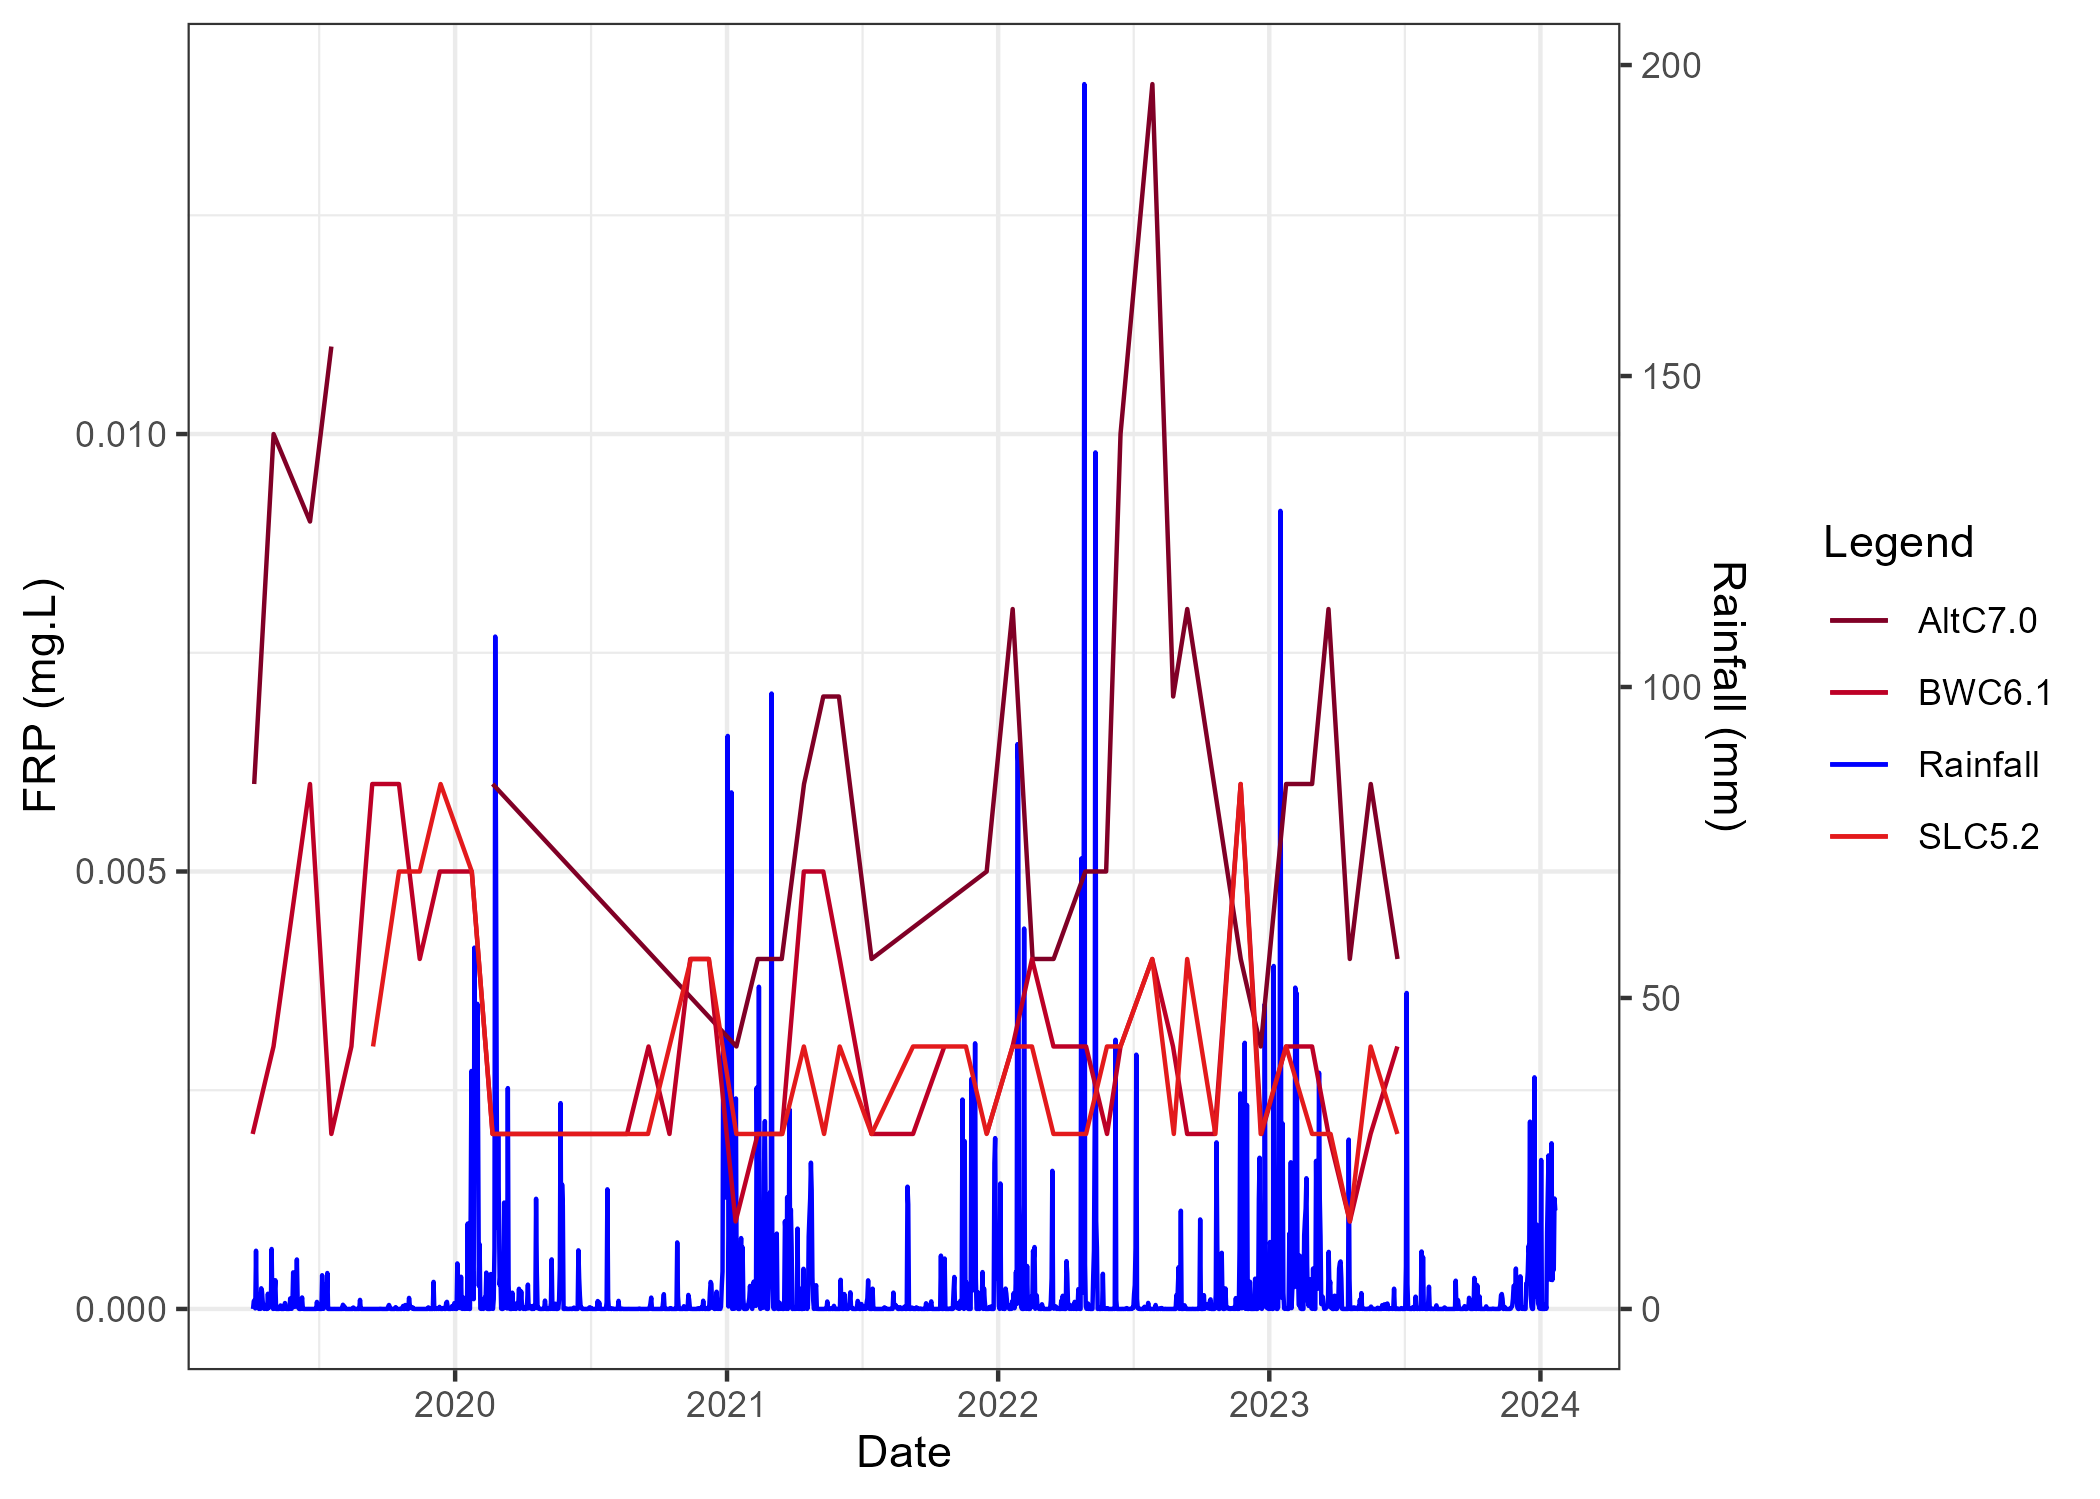 FRP (mg.L)
0.010
0.005
0.000
200
150
100
50
0
Rainfall (mm)
2020
2021
2022
2023
2024
Date
Legend
AltC7.0
BWC6.1
Rainfall
SLC5.2